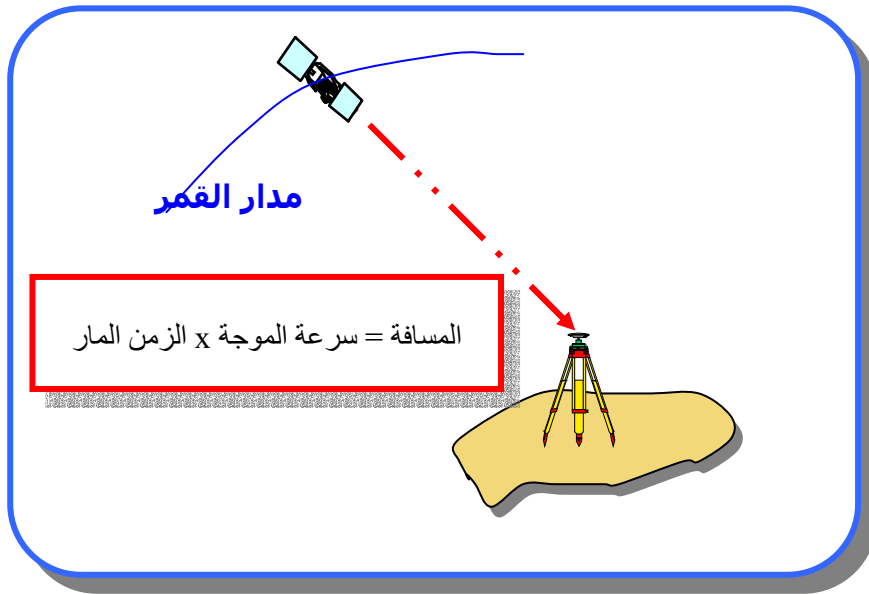 مدار القمر
المسافة = سرعة الموجة x الزمن المار